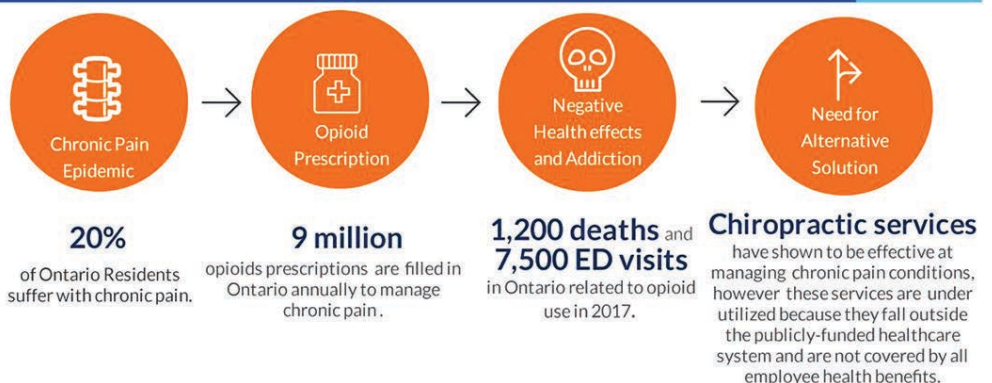 Chronic Pain
Epidemic
Opioid
Prescription
Negative
Health effects
and Addiction
Need for
Alternative
Solution
20%
of Ontario Residents
suffer with chronic pain.
9 million
opioids prescriptions are filled in
Ontario annually to manage
chronic pain .
1,200 deaths and
7,500 ED visits
in Ontario related to opioid
use in 2017.
Chiropractic services
have shown to be effective at
managing chronic pain conditions,
however these services are under
utilized because they fall outside
the publicly-funded healthcare
system and are not covered by all
employee health benefits.